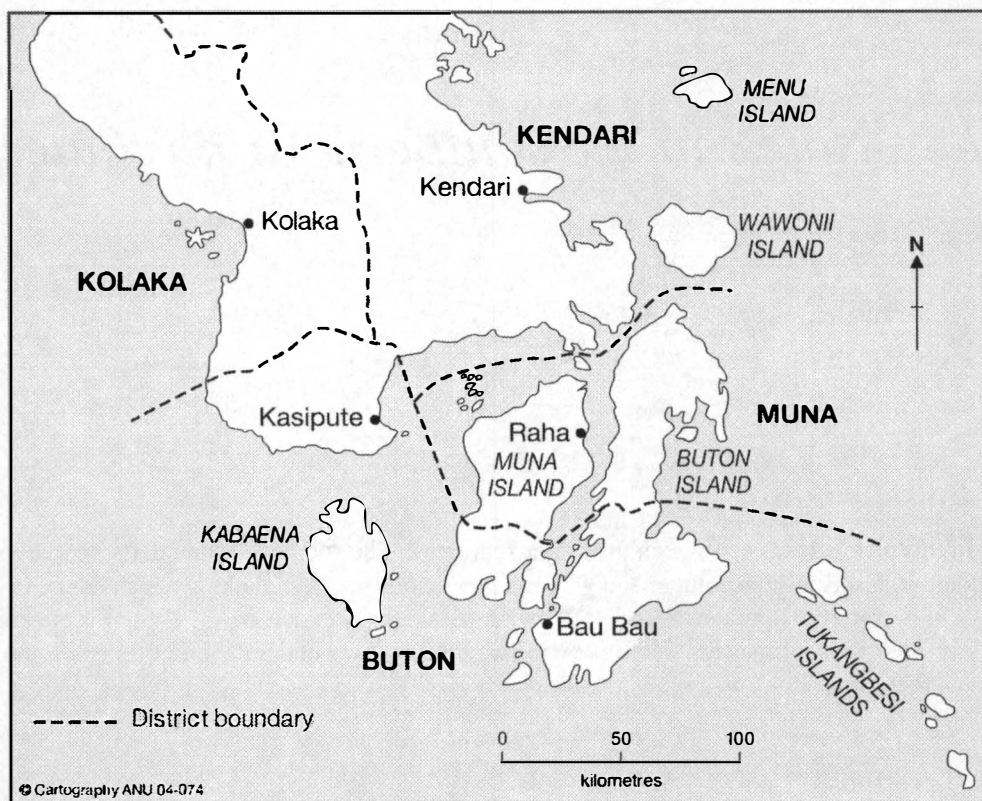 MENU
ISLAND
KENDARI
Kendari
WAWONII
ISLAND
Kolaka
N
KOLAKA
Kasipute
Raha
MUNA
ISLAND
MUNA
BUTON
ISLAND
KABAENA
ISLAND
Bau Bau
BUTON
TUKANGBESI
ISLANDS
District boundary
0 50 100
kilometres
© Cartography ANU 04-074